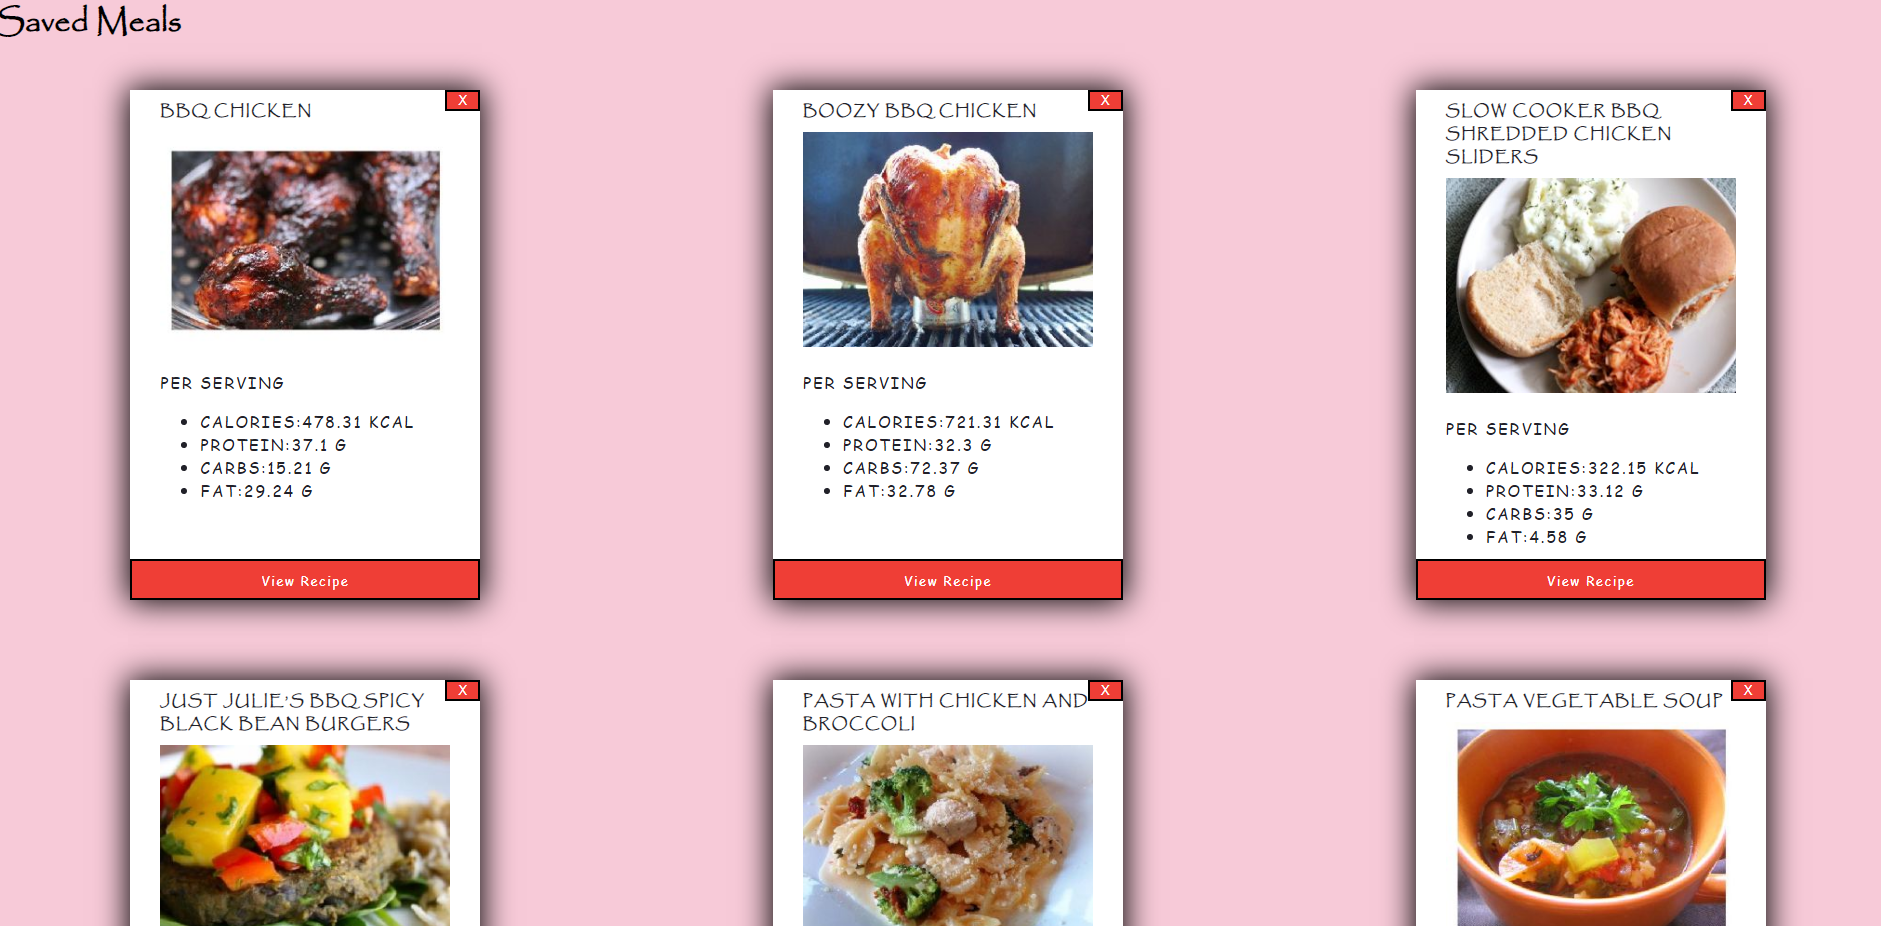 Saved Meals
X
BBQ CHICKEN
PER SERVING
CALORIES:478.31 KCAL
PROTEIN:37.1 G
CARBS:15.21 G
FAT:29.24 G
View Recipe
X
BOOZY BBQ CHICKEN
PER SERVING
CALORIES:721.31 KCAL
PROTEIN:32.3 G
CARBS:72.37 G
FAT:32.78 G
View Recipe
X
SLOW COOKER BBQ
SHREDDED CHICKEN
SLIDERS
PER SERVING
CALORIES:322.15 KCAL
PROTEIN:33.12 G
CARBS:35 G
FAT:4.58 G
View Recipe
X
JUST JULIE'S BBQ SPICY
BLACK BEAN BURGERS
X
PASTA WITH CHICKEN AND
BROCCOLI
X
PASTA VEGETABLE SOUP